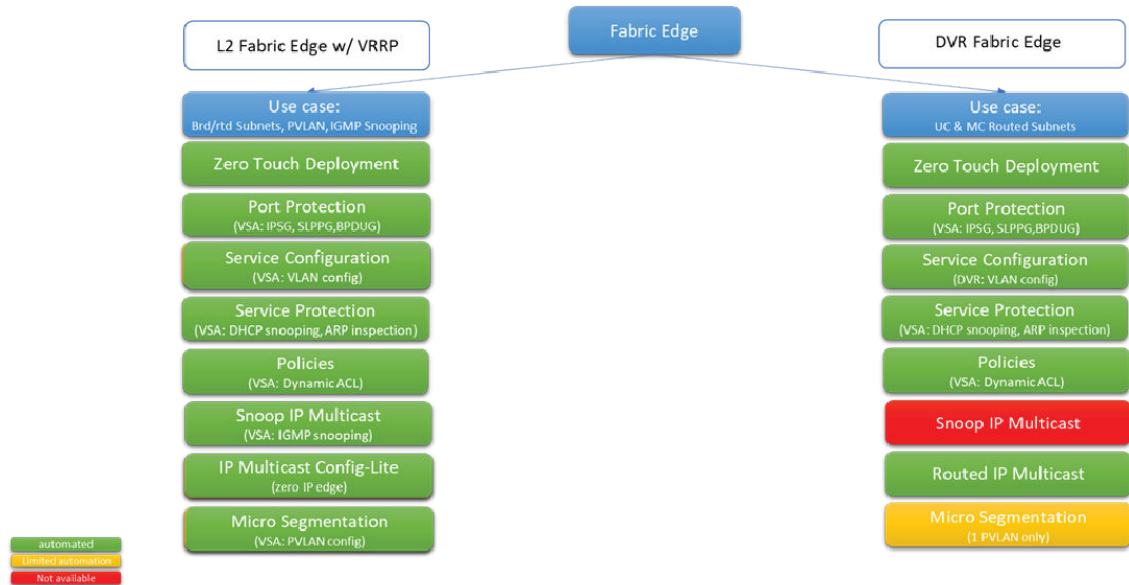 Fabric Edge
L2 Fabric Edge w/ VRRP
DVR Fabric Edge
Use case:
Brd/rtd Subnets, PVLAN, IGMP Snooping
Zero Touch Deployment
Port Protection
(VSA: IPSG, SLPPG,BPDUG)
Service Configuration
(VSA: VLAN config)
Service Protection
(VSA: DHCP snooping, ARP inspection)
Policies
(VSA: Dynamic ACL)
Snoop IP Multicast
(VSA: IGMP snooping)
IP Multicast Config-Lite
(zero IP edge)
Micro Segmentation
(VSA: PVLAN config)
Use case:
UC & MC Routed Subnets
Zero Touch Deployment
Port Protection
(VSA: IPSG, SLPPG,BPDUG)
Service Configuration
(DVR: VLAN config)
Service Protection
(VSA: DHCP snooping, ARP inspection)
Policies
(VSA: Dynamic ACL)
Snoop IP Multicast
Routed IP Multicast
Micro Segmentation
(1 PVLAN only)
automated
Limited automation
Not available